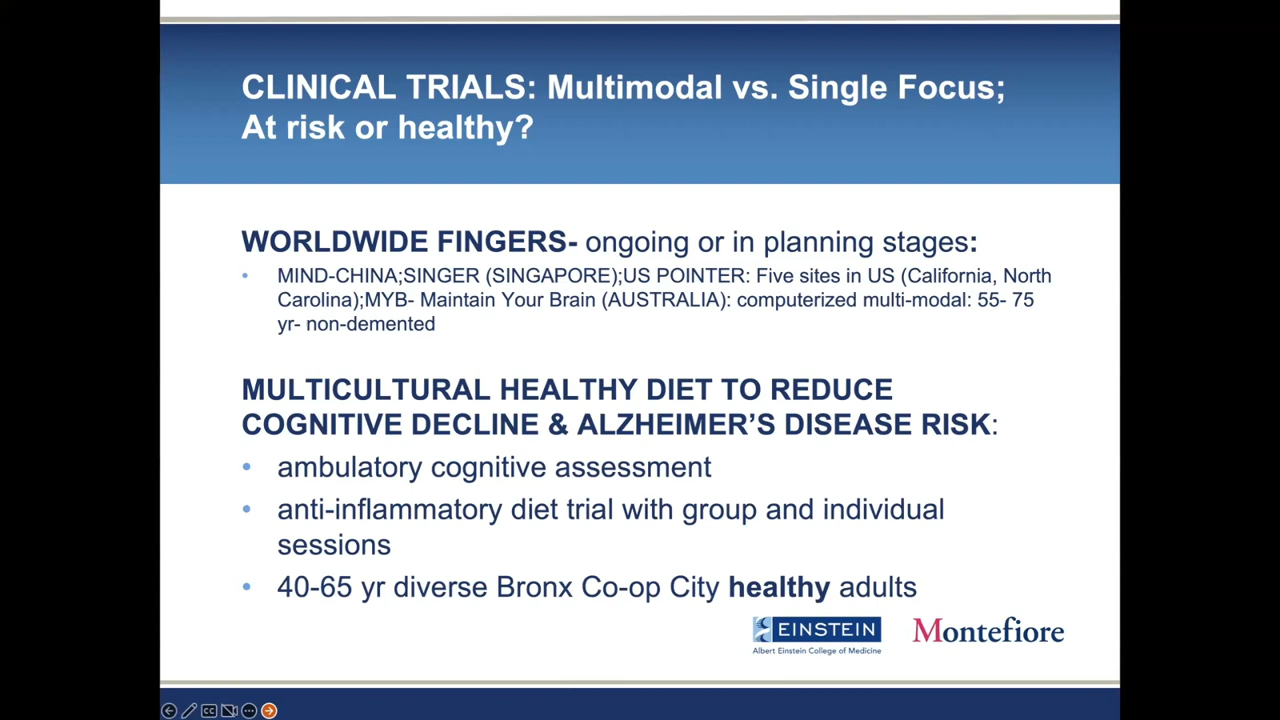 CLINICAL TRIALS: Multimodal vs. Single Focus;
At risk or healthy?
WORLDWIDE FINGERS- ongoing or in planning stages:
• MIND-CHINA;SINGER (SINGAPORE);US POINTER: Five sites in US (California, North
Carolina);MYB- Maintain Your Brain (AUSTRALIA): computerized multi-modal: 55- 75
yr- non-demented
MULTICULTURAL HEALTHY DIET TO REDUCE
COGNITIVE DECLINE & ALZHEIMER’S DISEASE RISK:
• ambulatory cognitive assessment
• anti-inflammatory diet trial with group and individual
sessions
• 40-65 yr diverse Bronx Co-op City healthy adults
EINSTEIN
Albert Einstein College of Medicine
Montefiore
CC